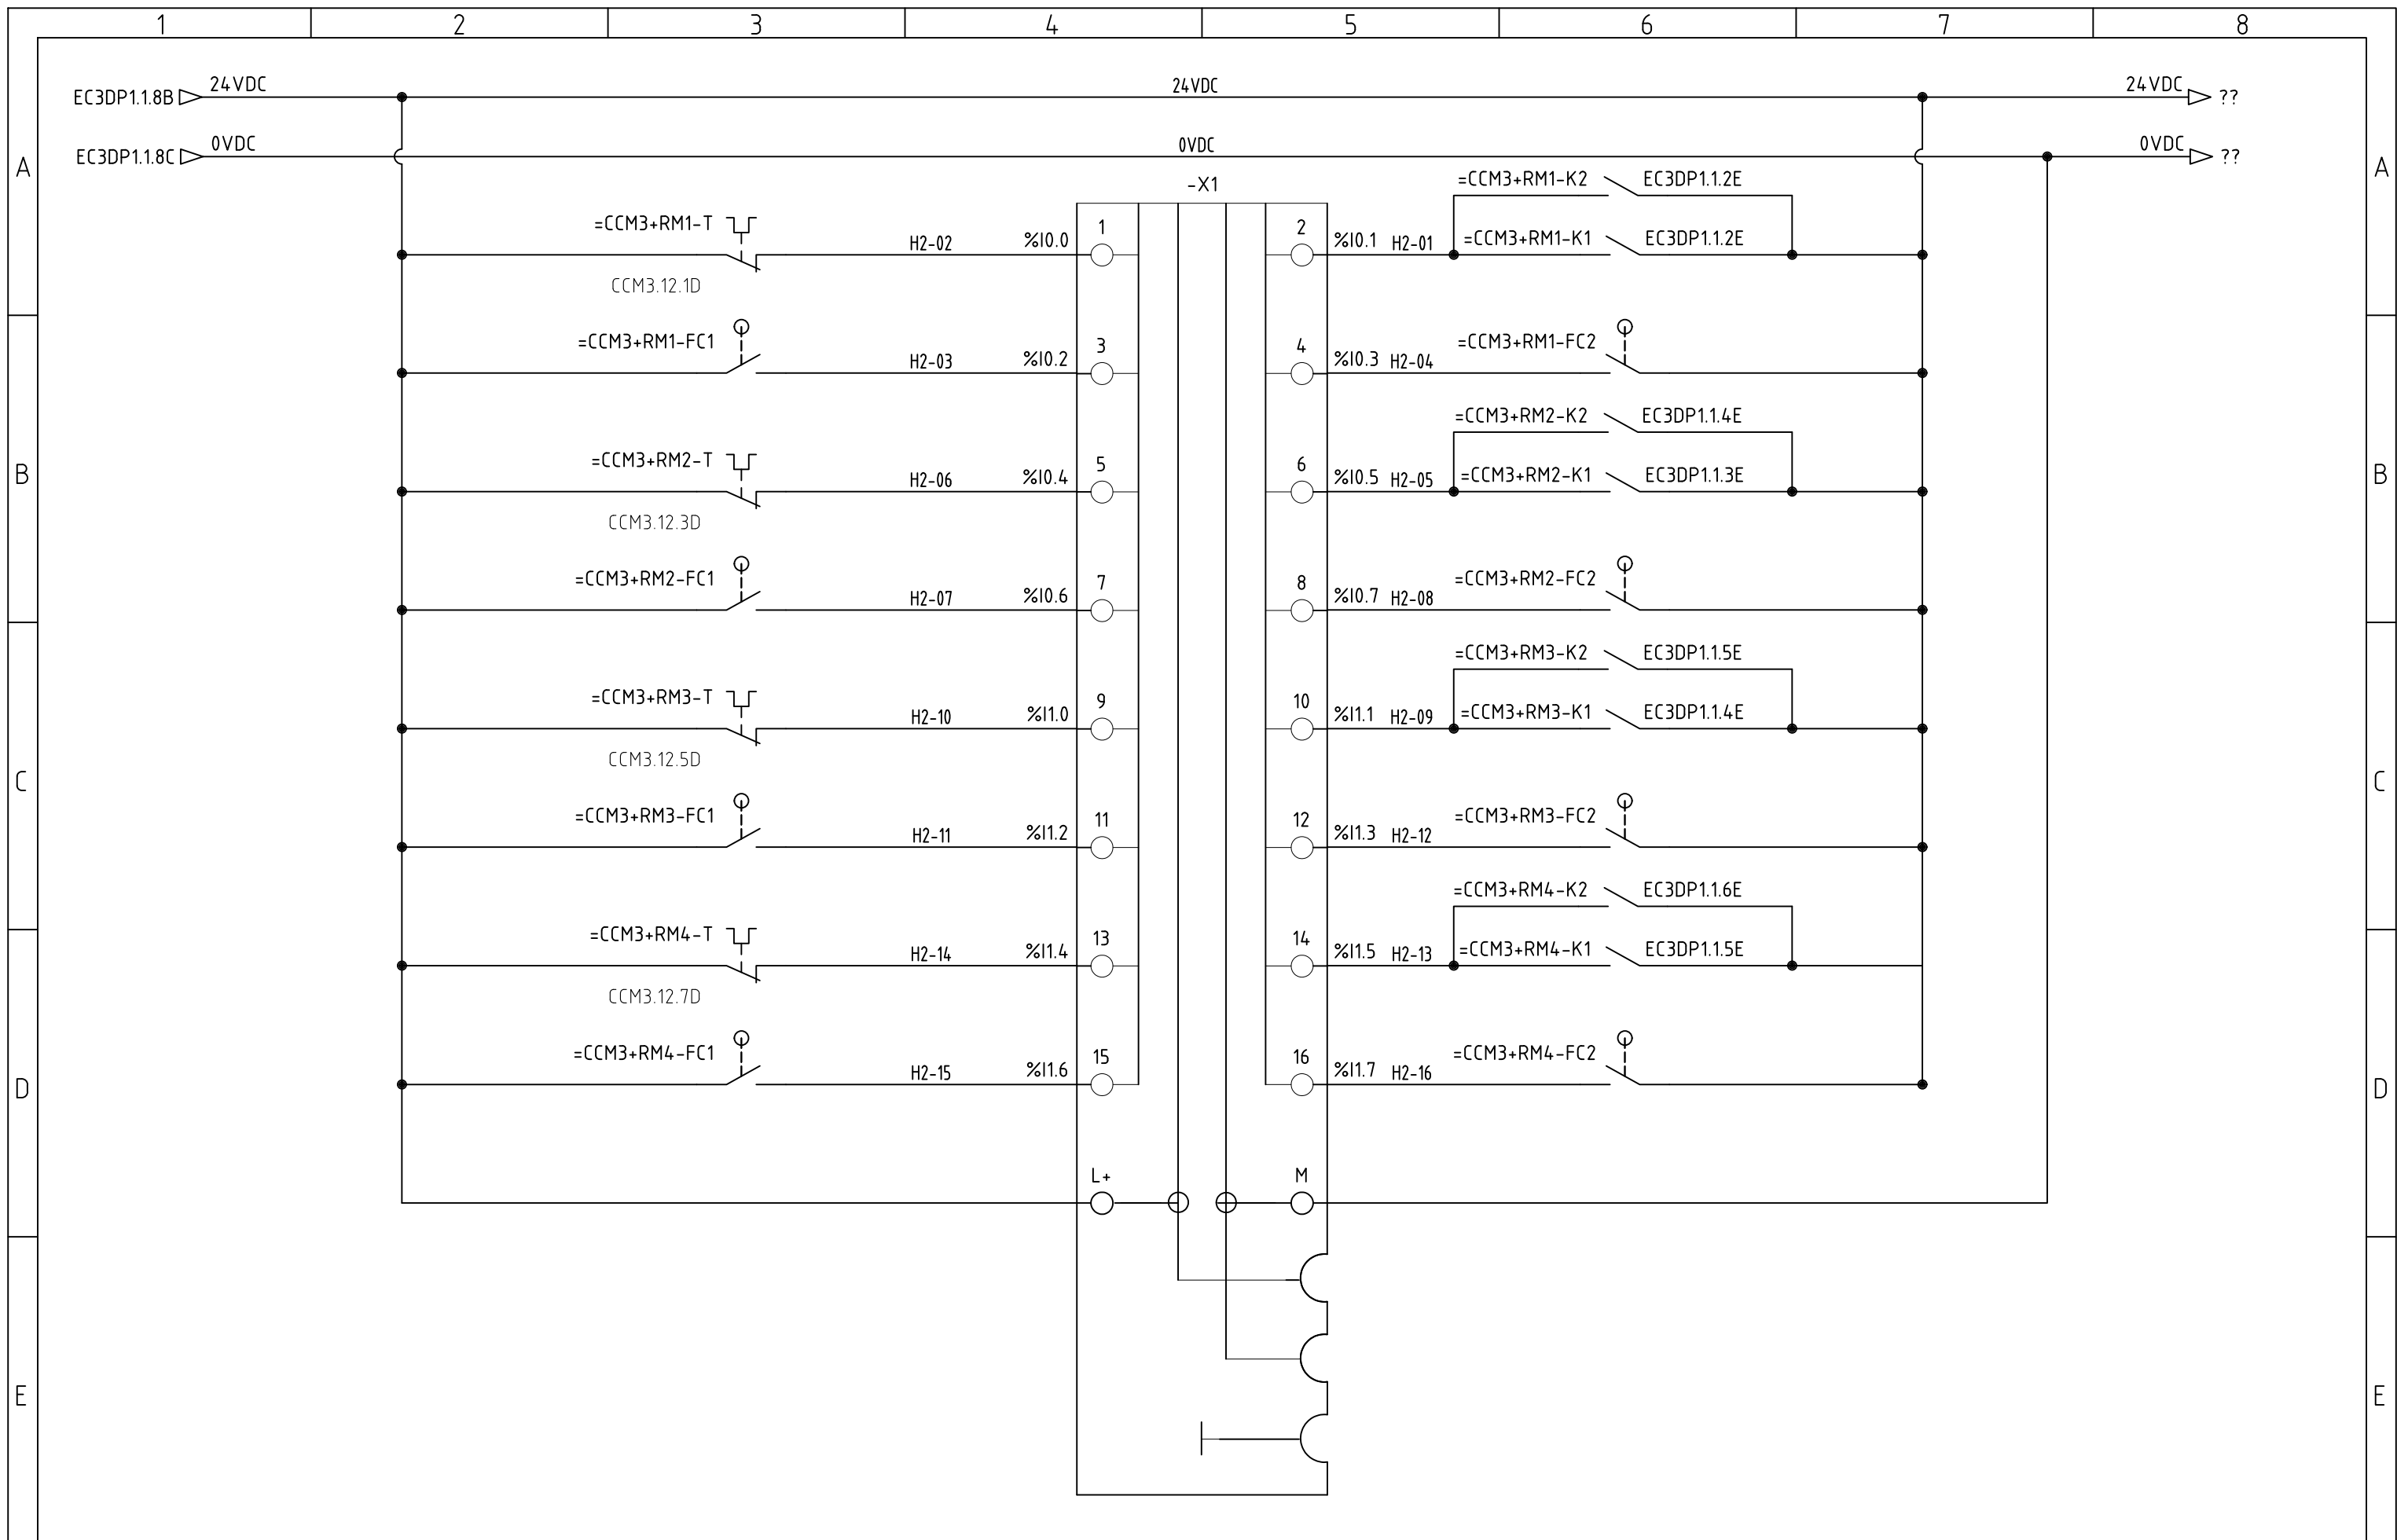 1 2 3 4 5 6 7 8
24VDC 24VDC 24VDC
EC3DP1.1.8B ??
0VDC 0VDC 0VDC
EC3DP1.1.8C ??
A A
-X1
=CCM3+RM1-K2 EC3DP1.1.2E
=CCM3+RM1-T 1 2
H2-02 %I0.0 %I0.1 H2-01 =CCM3+RM1-K1 EC3DP1.1.2E
CCM3.12.1D
=CCM3+RM1-FC1 3 4 =CCM3+RM1-FC2
H2-03 %I0.2 %I0.3 H2-04
=CCM3+RM2-K2 EC3DP1.1.4E
=CCM3+RM2-T 5 6
B B
H2-06 %I0.4 %I0.5 H2-05 =CCM3+RM2-K1 EC3DP1.1.3E
CCM3.12.3D
=CCM3+RM2-FC1 7 8 =CCM3+RM2-FC2
H2-07 %I0.6 %I0.7 H2-08
=CCM3+RM3-K2 EC3DP1.1.5E
=CCM3+RM3-T 9 10
H2-10 %I1.0 %I1.1 H2-09 =CCM3+RM3-K1 EC3DP1.1.4E
CCM3.12.5D
C C
=CCM3+RM3-FC1 11 12 =CCM3+RM3-FC2
H2-11 %I1.2 %I1.3 H2-12
=CCM3+RM4-K2 EC3DP1.1.6E
=CCM3+RM4-T 13 14
H2-14 %I1.4 %I1.5 H2-13 =CCM3+RM4-K1 EC3DP1.1.5E
CCM3.12.7D
=CCM3+RM4-FC1 15 16 =CCM3+RM4-FC2
H2-15 %I1.6 %I1.7 H2-16
D D
L+ M
E E